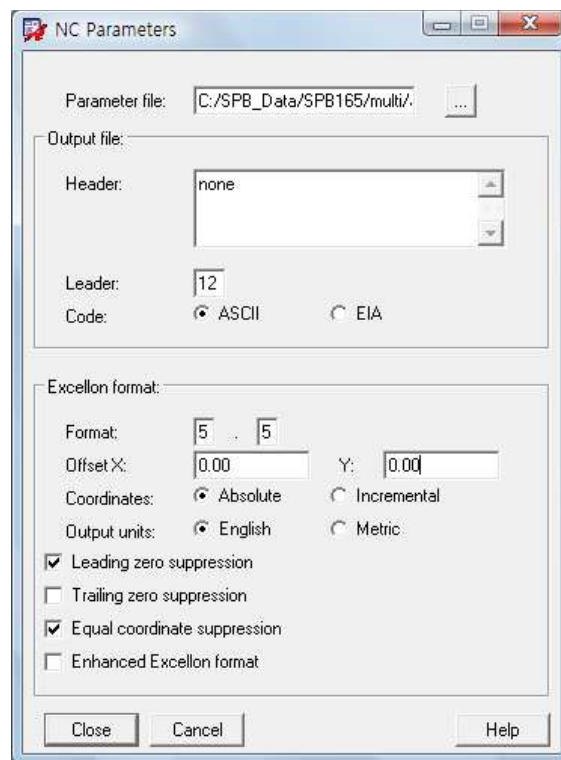 NC Parameters
Parameter file: C:/SPB_Data/SPB165/multi/. ...
Output file:
Header: none
Leader: 12
Code: ASCII EIA
Excellon format:
Format: 5 . 5
Offset X: 0.00 Y: 0.00
Coordinates: Absolute Incremental
Output units: English Metric
Leading zero suppression
Trailing zero suppression
Equal coordinate suppression
Enhanced Excellon format
Close Cancel Help